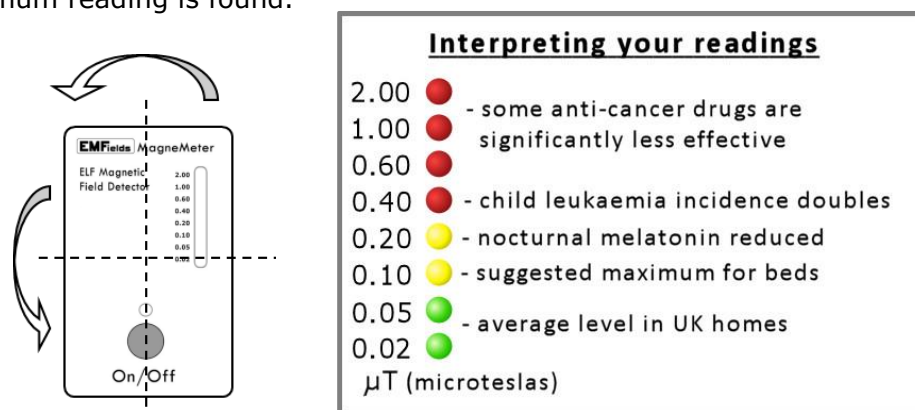 mum reading is found.
EMFields MagneMeter
ELF Magnetic
Field Detector
2.00
1.00
0.60
0.40
0.20
0.10
0.05
0.02
On/Off
Interpreting your readings
2.00
- some anti-cancer drugs are
1.00 significantly less effective
0.60
0.40 - child leukaemia incidence doubles
0.20 - nocturnal melatonin reduced
0.10 - suggested maximum for beds
0.05
- average level in UK homes
0.02
µT (microteslas)